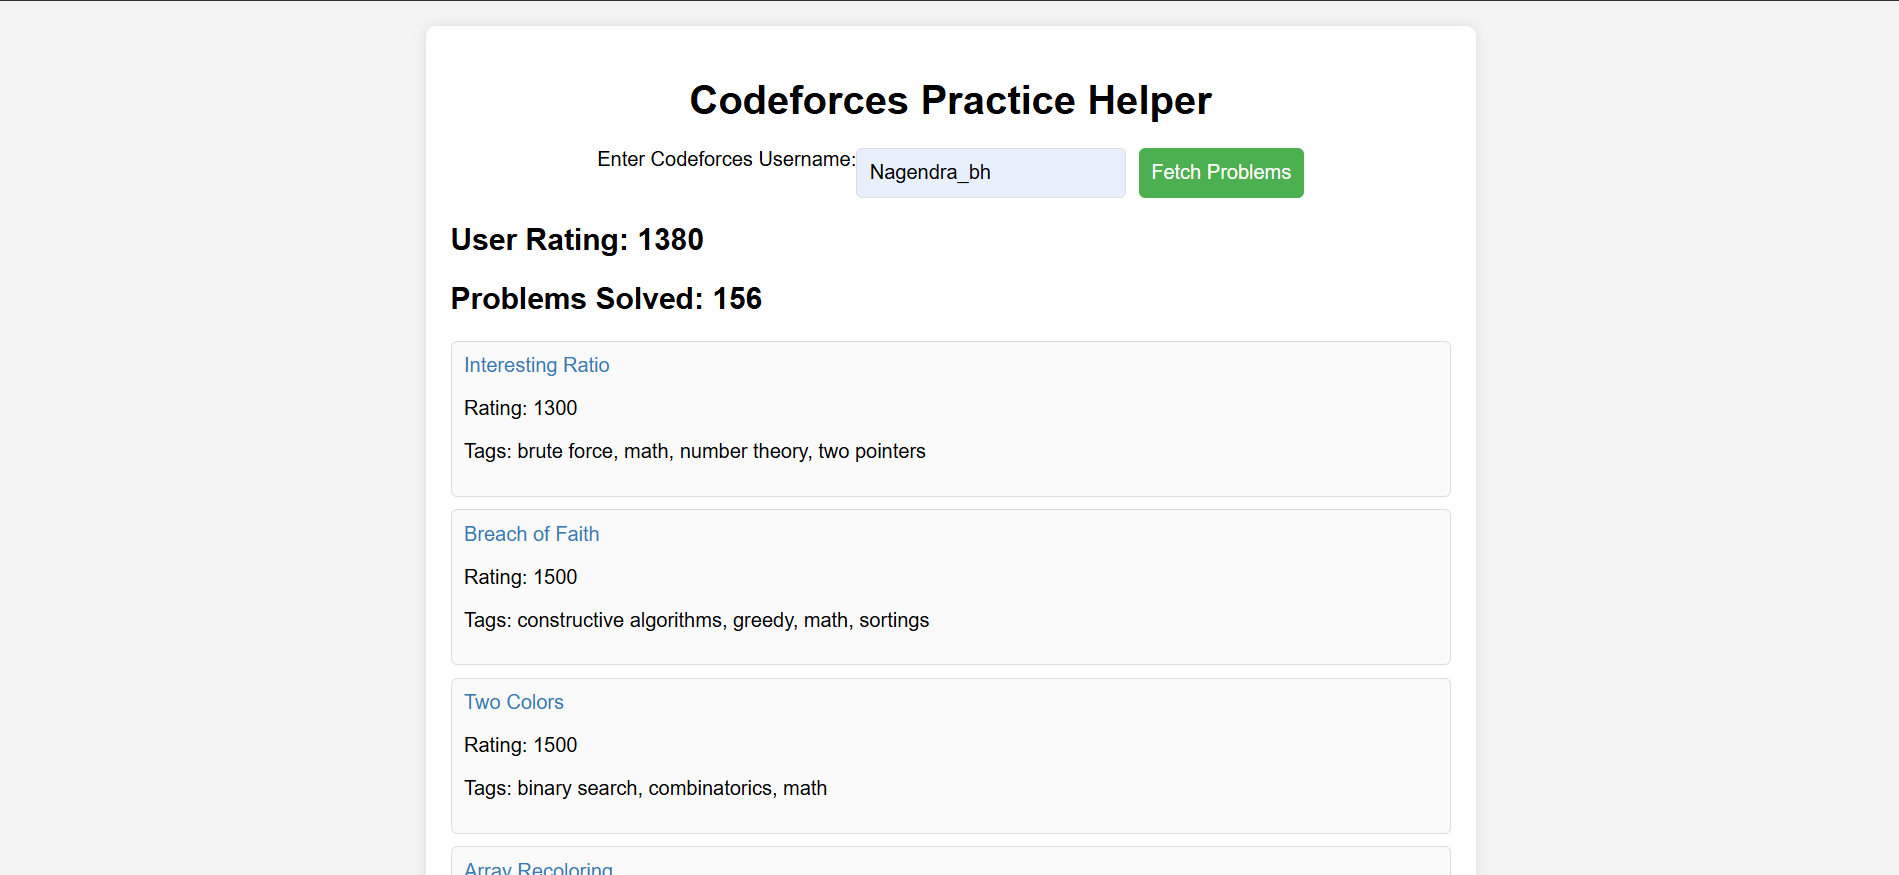 Codeforces Practice Helper
Enter Codeforces Username: Nagendra_bh Fetch Problems
User Rating: 1380
Problems Solved: 156
Interesting Ratio
Rating: 1300
Tags: brute force, math, number theory, two pointers
Breach of Faith
Rating: 1500
Tags: constructive algorithms, greedy, math, sortings
Two Colors
Rating: 1500
Tags: binary search, combinatorics, math
Array Recoloring